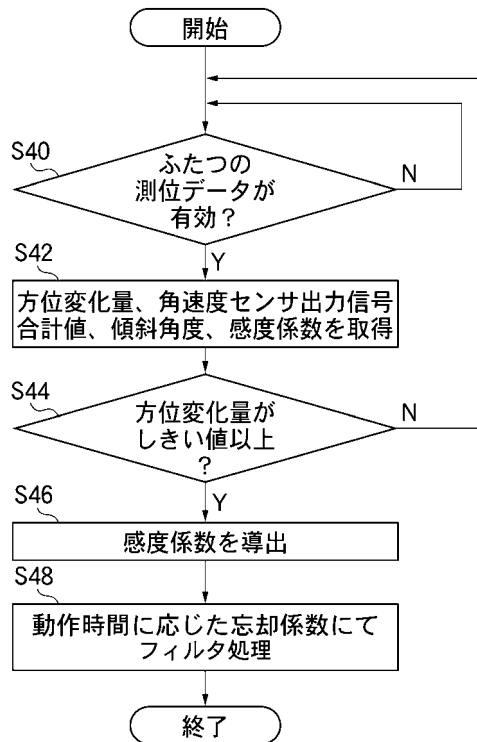 開始
S40
ふたつの
測位データが
有効？
N
Y
S42
方位変化量、角速度センサ出力信号
合計値、傾斜角度、感度係数を取得
S44
方位変化量が
しきい値以上
？
N
Y
S46
感度係数を導出
S48
動作時間に応じた忘却係数にて
フィルタ処理
終了